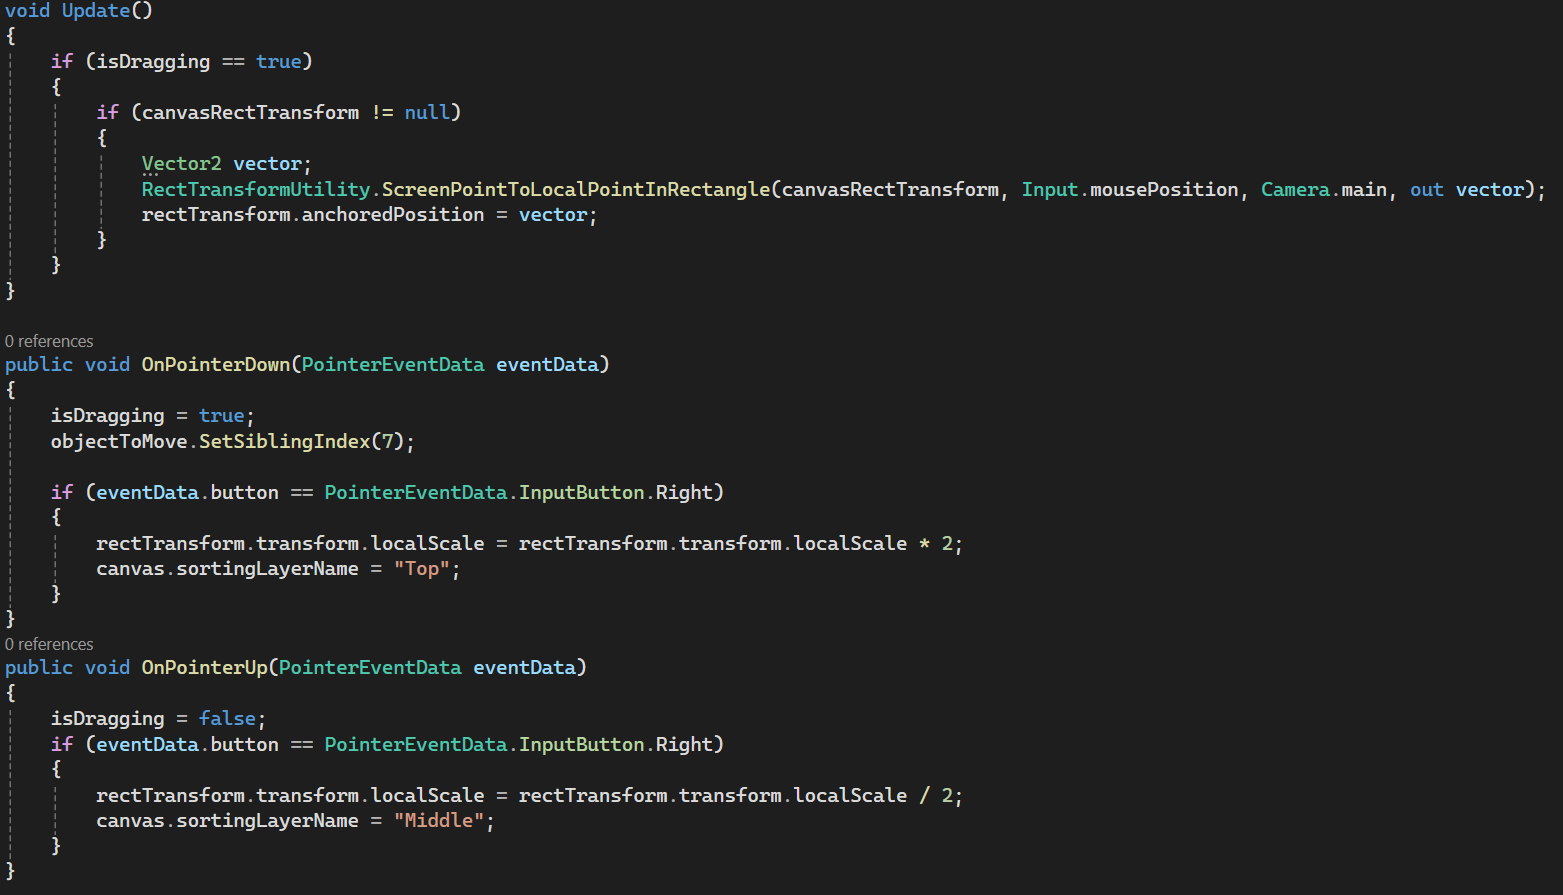 void Update()
{
    if (isDragging == true)
    {
        if (canvasRectTransform != null)
        {
            Vector2 vector;
            RectTransformUtility.ScreenPointToLocalPointInRectangle(canvasRectTransform, Input.mousePosition, Camera.main, out vector);
            rectTransform.anchoredPosition = vector;
        }
    }
}

0 references
public void OnPointerDown(PointerEventData eventData)
{
    isDragging = true;
    objectToMove.SetSiblingIndex(7);

    if (eventData.button == PointerEventData.InputButton.Right)
    {
        rectTransform.transform.localScale = rectTransform.transform.localScale * 2;
        canvas.sortingLayerName = "Top";
    }
}
0 references
public void OnPointerUp(PointerEventData eventData)
{
    isDragging = false;
    if (eventData.button == PointerEventData.InputButton.Right)
    {
        rectTransform.transform.localScale = rectTransform.transform.localScale / 2;
        canvas.sortingLayerName = "Middle";
    }
}